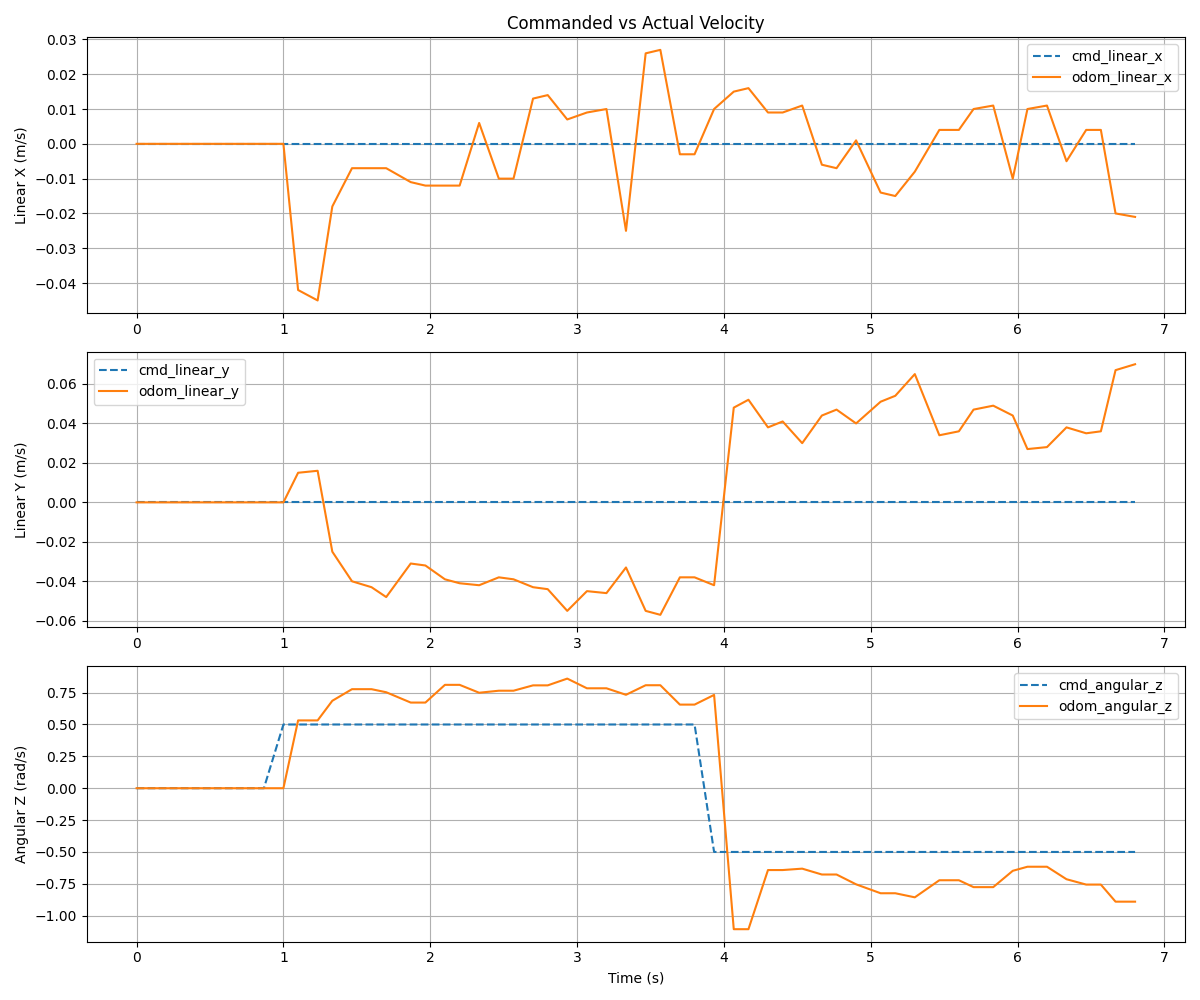 Commanded vs Actual Velocity
0.03
0.02
0.01
0.00
−0.01
−0.02
−0.03
−0.04
Linear X (m/s)
cmd_linear_x
odom_linear_x
0 1 2 3 4 5 6 7
0.06
0.04
0.02
0.00
−0.02
−0.04
−0.06
Linear Y (m/s)
cmd_linear_y
odom_linear_y
0 1 2 3 4 5 6 7
0.75
0.50
0.25
0.00
−0.25
−0.50
−0.75
−1.00
Angular Z (rad/s)
cmd_angular_z
odom_angular_z
0 1 2 3 4 5 6 7
Time (s)